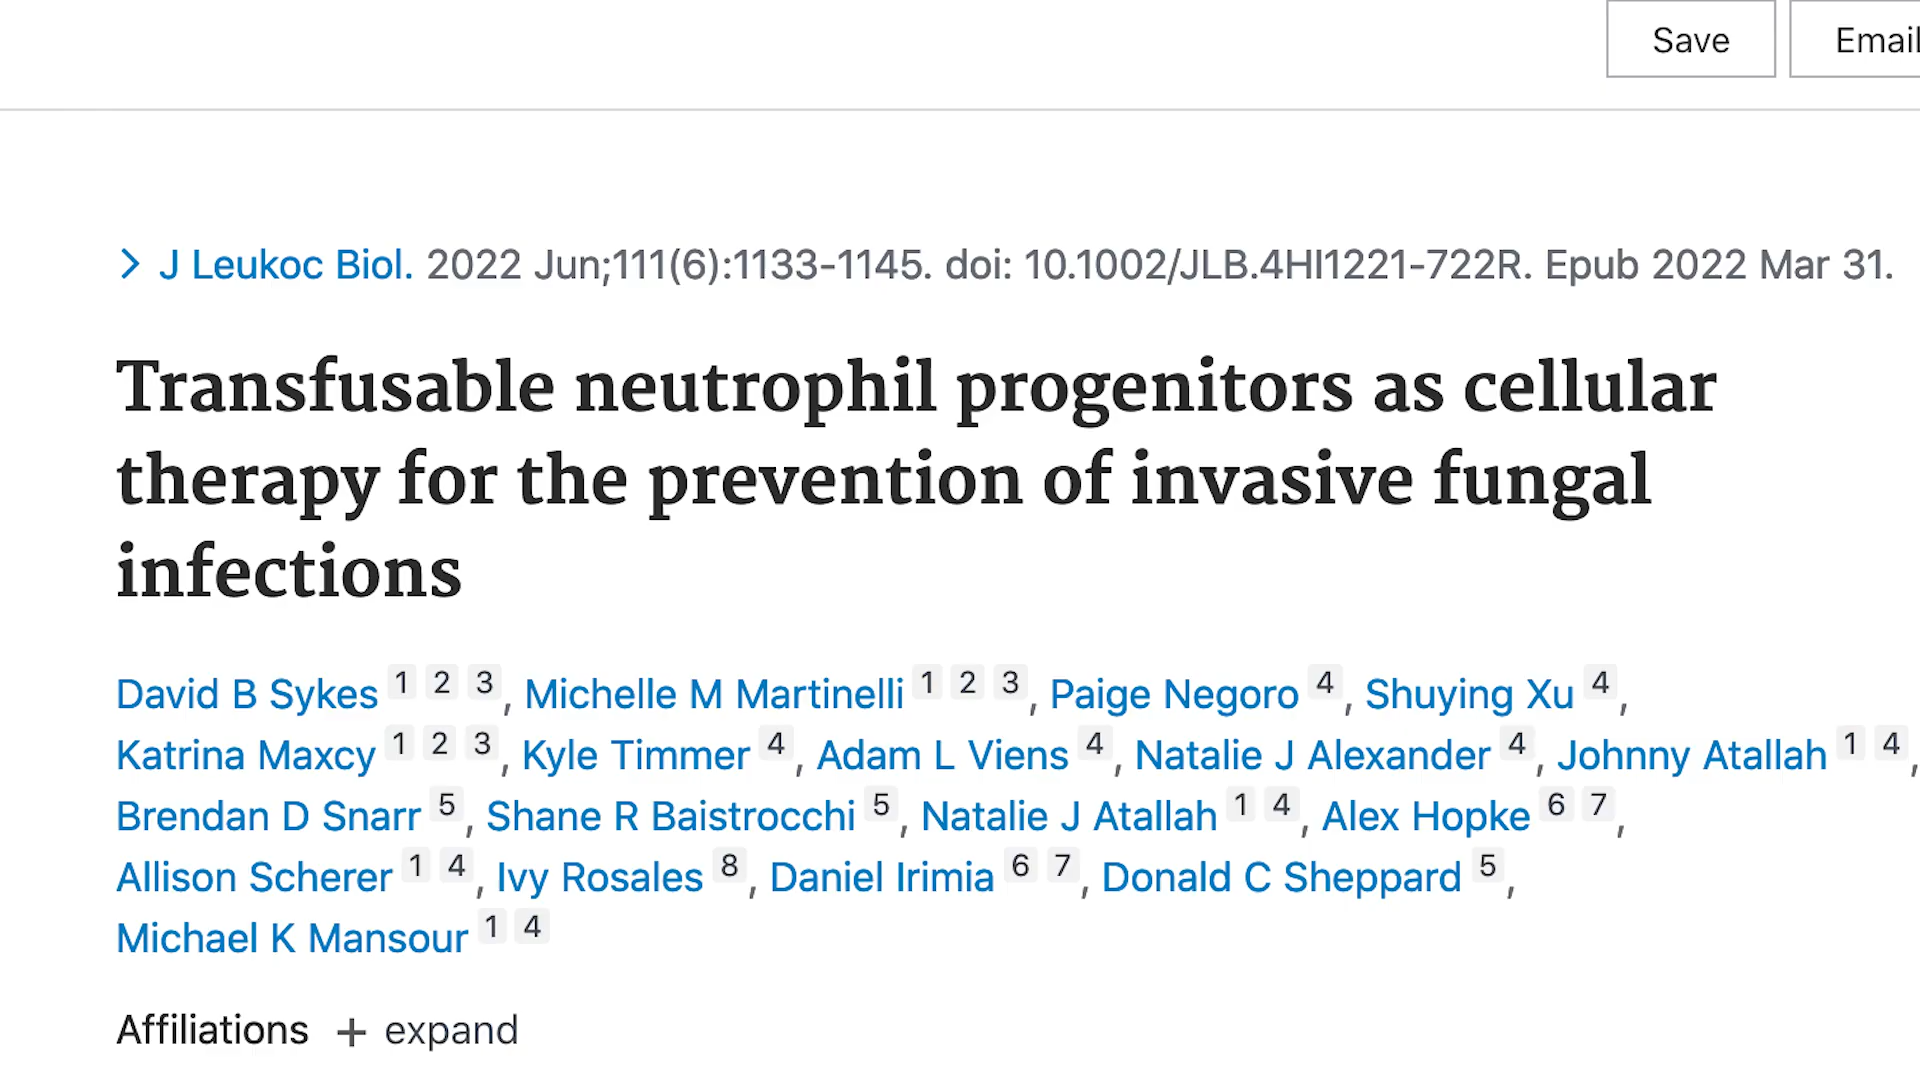 Save Email
> J Leukoc Biol. 2022 Jun;111(6):1133-1145. doi: 10.1002/JLB.4HI1221-722R. Epub 2022 Mar 31.
Transfusable neutrophil progenitors as cellular
therapy for the prevention of invasive fungal
infections
David B Sykes 1 2 3, Michelle M Martinelli 1 2 3, Paige Negoro 4, Shuying Xu 4,
Katrina Maxcy 1 2 3, Kyle Timmer 4, Adam L Viens 4, Natalie J Alexander 4, Johnny Atallah 1 4,
Brendan D Snarr 5, Shane R Baistrocchi 5, Natalie J Atallah 1 4, Alex Hopke 6 7,
Allison Scherer 1 4, Ivy Rosales 8, Daniel Irimia 6 7, Donald C Sheppard 5,
Michael K Mansour 1 4
Affiliations + expand